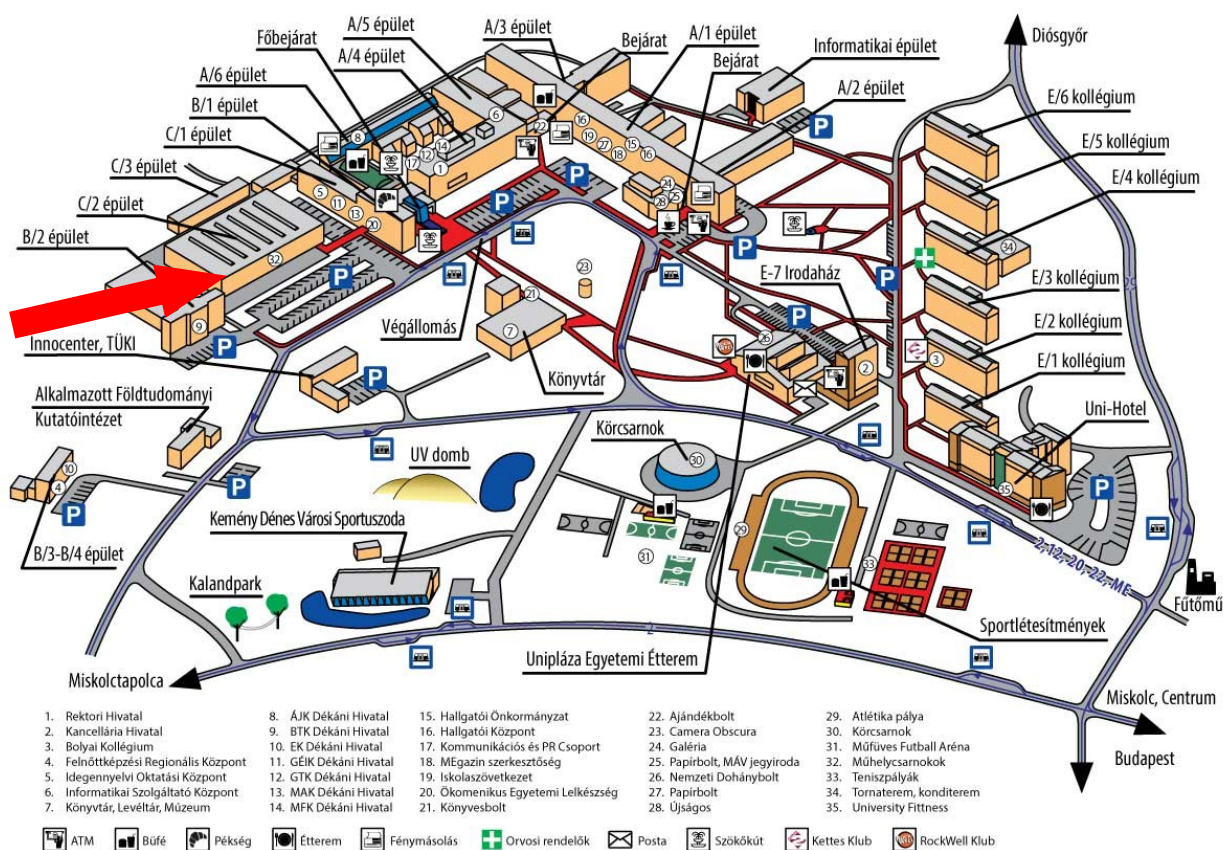 A/5 épület
A/3 épület
A/1 épület
Diósgyőr
Főbejárat
A/4 épület
Bejárat
Bejárat
Informatikai épület
A/6 épület
A/2 épület
B/1 épület
E/6 kollégium
C/1 épület
E/5 kollégium
C/3 épület
E/4 kollégium
C/2 épület
B/2 épület
E-7 Irodaház
E/3 kollégium
Végállomás
E/2 kollégium
Innocenter, TÜKI
Könyvtár
E/1 kollégium
Alkalmazott Földtudományi
Kutatóintézet
Uni-Hotel
Körcsarnok
UV domb
Kemény Dénes Városi Sportuszoda
B/3-B/4 épület
2, 12, 20, 22, ME
Kalandpark
Fűtőmű
Sportlétesítmények
2
Unipláza Egyetemi Étterem
Miskolctapolca
Miskolc, Centrum
Budapest
1. Rektori Hivatal
2. Kancellária Hivatal
3. Bolyai Kollégium
4. Felnőttképzési Regionális Központ
5. Idegennyelvi Oktatási Központ
6. Informatikai Szolgáltató Központ
7. Könyvtár, Levéltár, Múzeum
8. ÁJK Dékáni Hivatal
9. BTK Dékáni Hivatal
10. EK Dékáni Hivatal
11. GÉIK Dékáni Hivatal
12. GTK Dékáni Hivatal
13. MAK Dékáni Hivatal
14. MFK Dékáni Hivatal
15. Hallgatói Önkormányzat
16. Hallgatói Központ
17. Kommunikációs és PR Csoport
18. MEgazin szerkesztőség
19. Iskolaszövetkezet
20. Ökomenikus Egyetemi Lelkészség
21. Könyvesbolt
22. Ajándékbolt
23. Camera Obscura
24. Galéria
25. Papírbolt, MÁV jegyiroda
26. Nemzeti Dohánybolt
27. Papírbolt
28. Újságos
29. Atlétika pálya
30. Körcsarnok
31. Műfüves Futball Aréna
32. Műhelycsarnokok
33. Teniszpályák
34. Tornaterem, konditerem
35. University Fittness
ATM
Büfé
Pékség
Étterem
Fénymásolás
Orvosi rendelők
Posta
Szökőkút
Kettes Klub
RockWell Klub